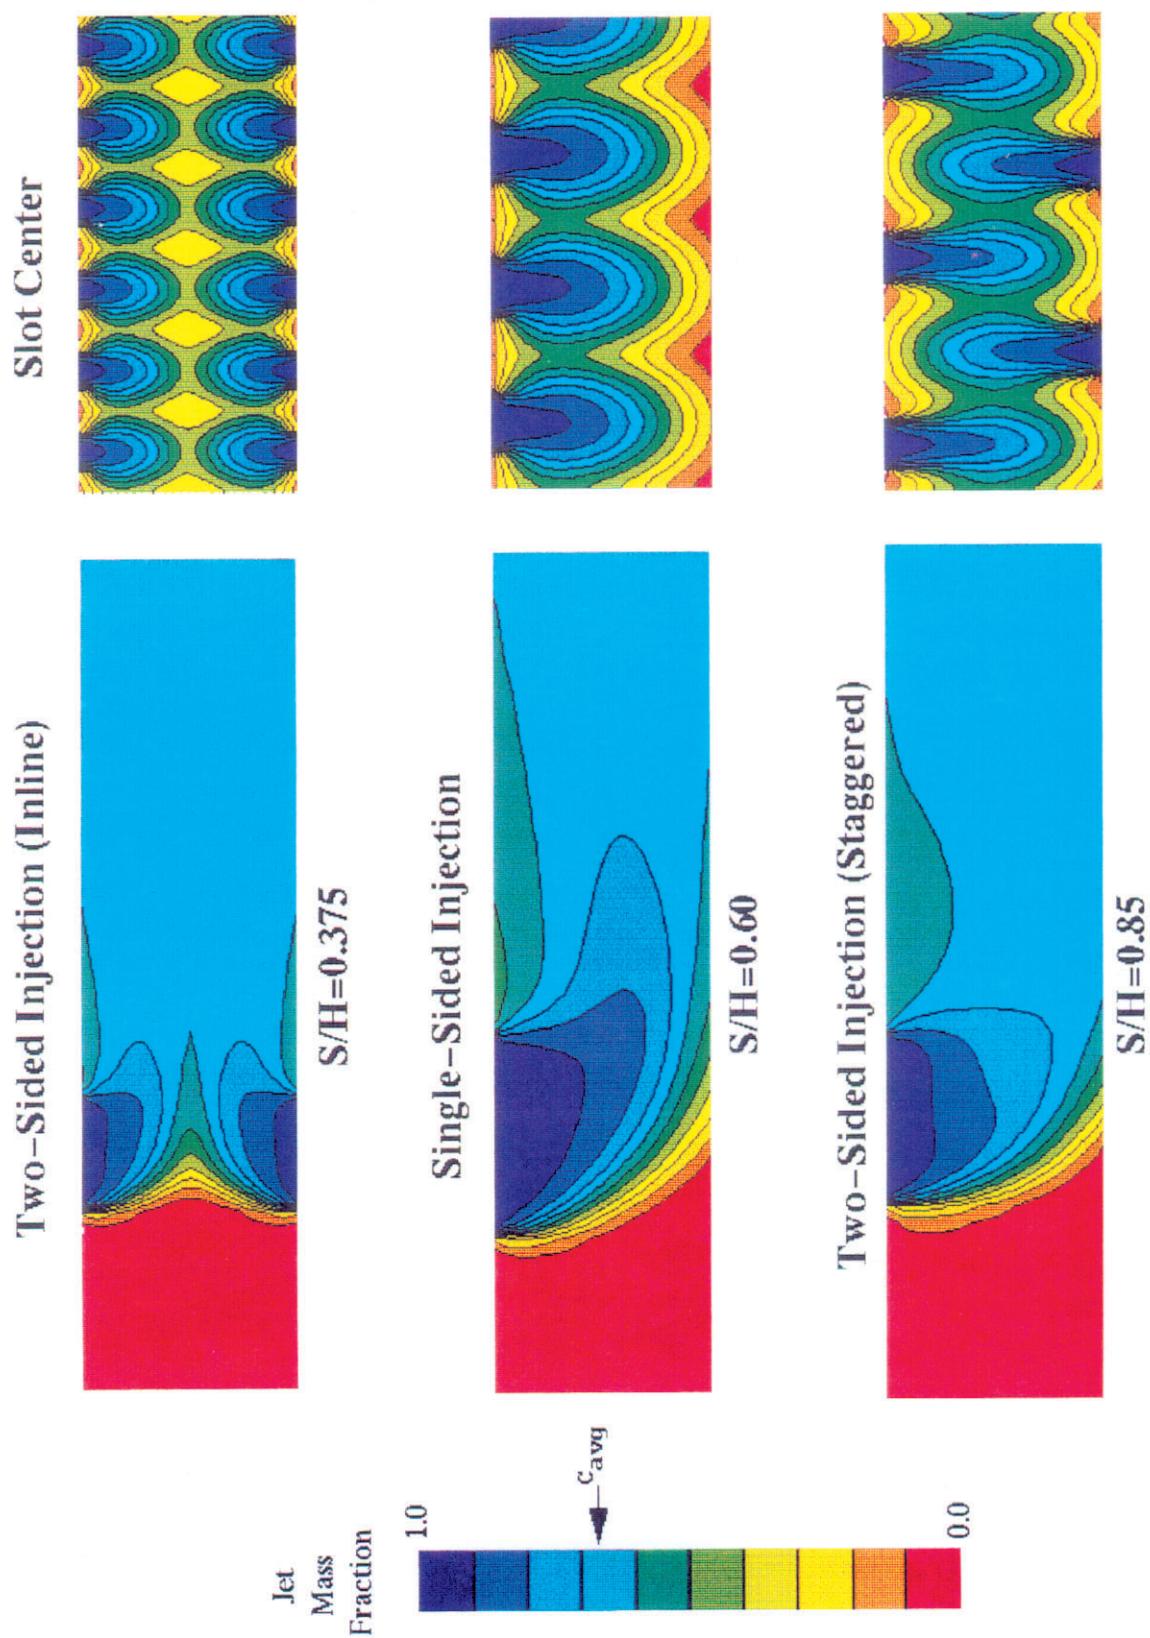 Slot Center
Two-Sided Injection (Inline)
S/H=0.375
Single-Sided Injection
S/H=0.60
Two-Sided Injection (Staggered)
S/H=0.85
Jet
Mass
Fraction
1.0
c avg
0.0